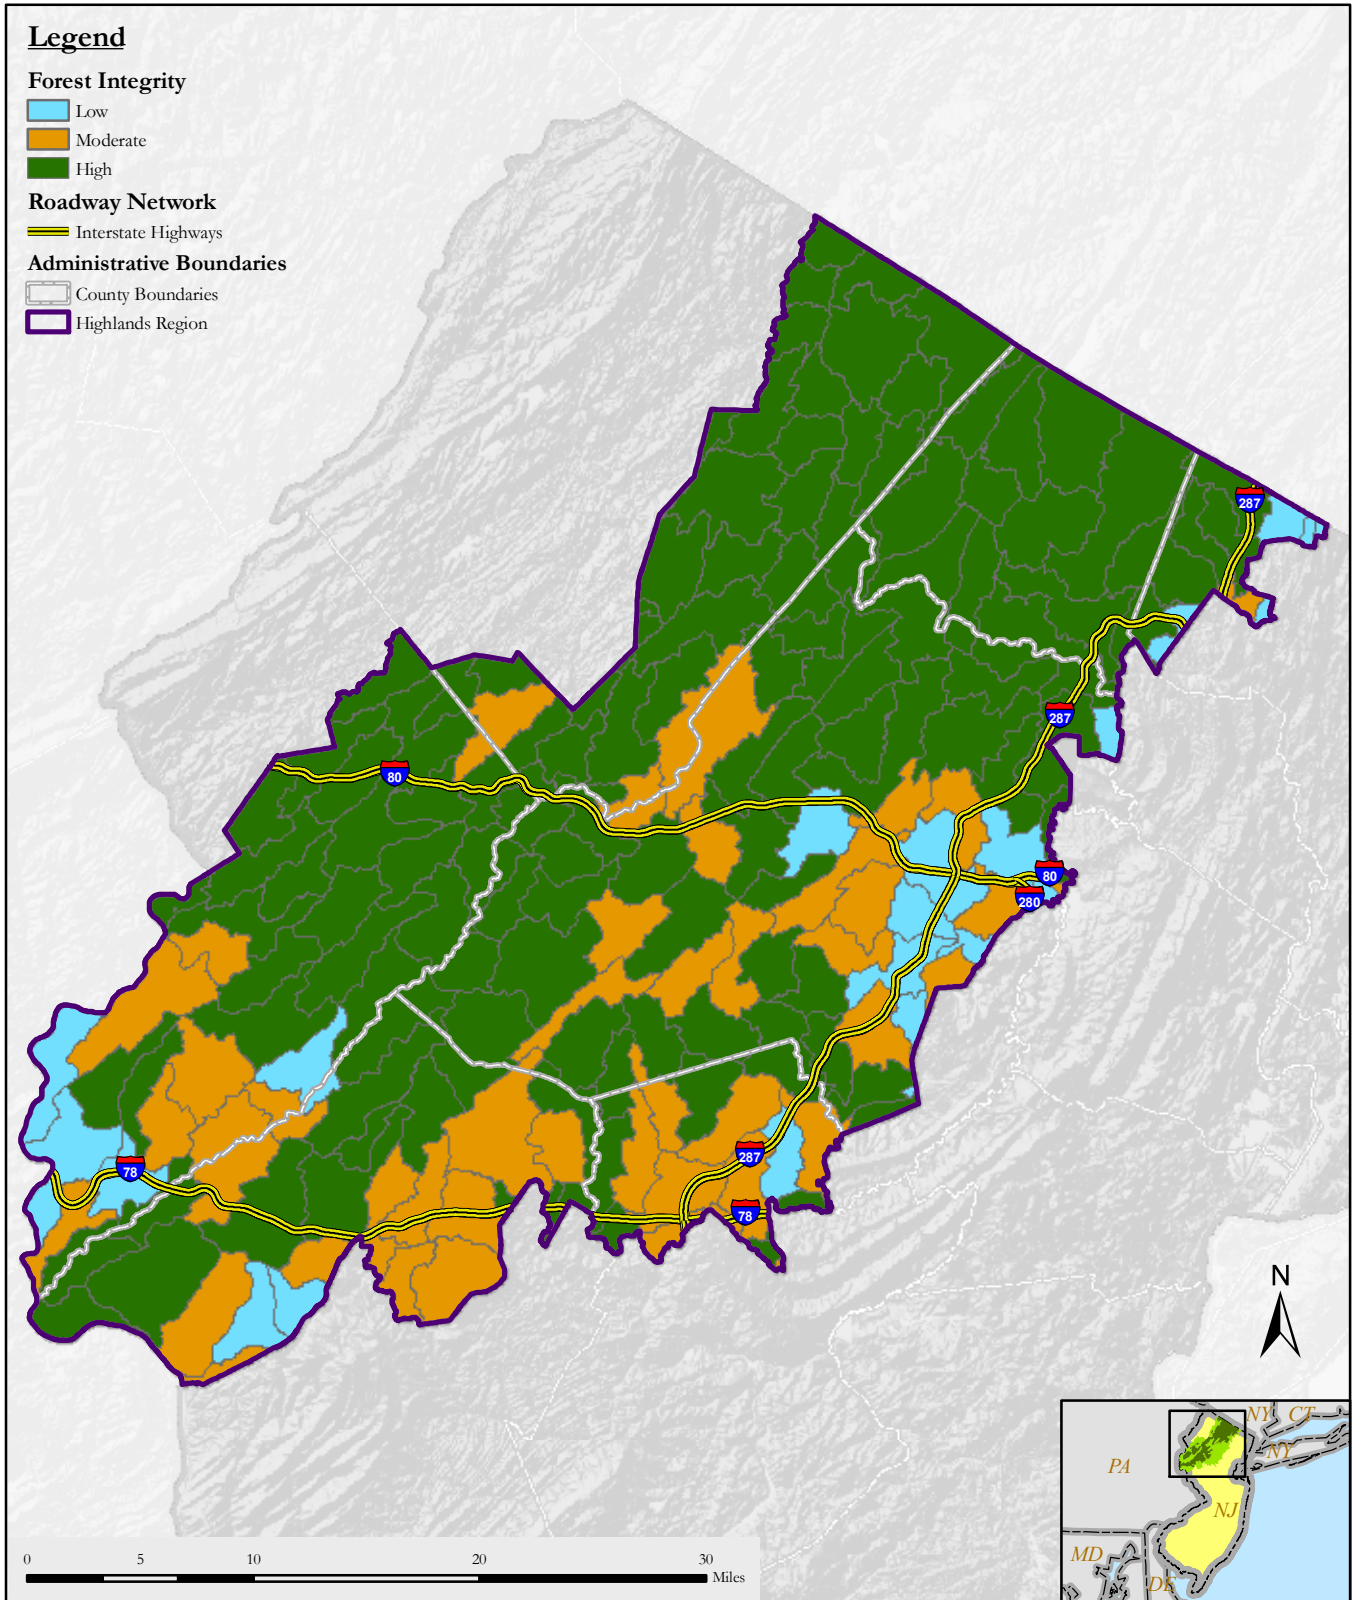 Legend
Forest Integrity
Low
Moderate
High
Roadway Network
Interstate Highways
Administrative Boundaries
County Boundaries
Highlands Region
287
287
80
80
280
78
287
78
N
NY CT
NY
PA
NJ
MD
DE
0 5 10 20 30
Miles